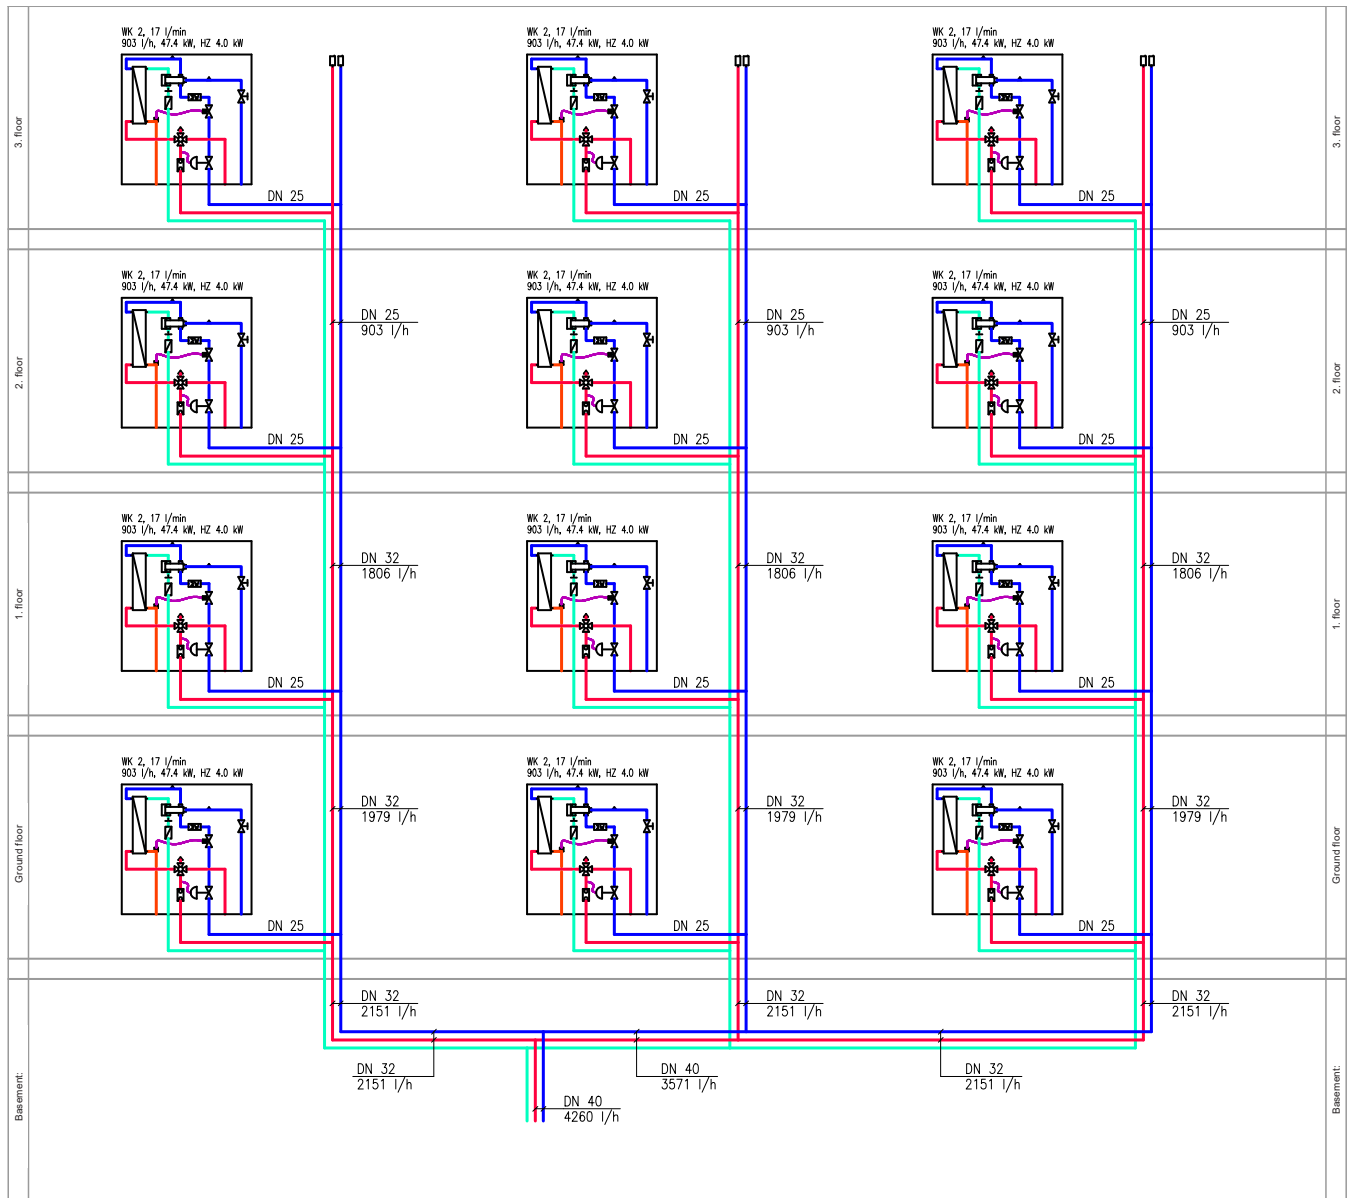 WK 2, 17 l/min
903 l/h, 47.4 kW, HZ 4.0 kW
WK 2, 17 l/min
903 l/h, 47.4 kW, HZ 4.0 kW
WK 2, 17 l/min
903 l/h, 47.4 kW, HZ 4.0 kW
3. floor
3. floor
DN 25
DN 25
DN 25
WK 2, 17 l/min
903 l/h, 47.4 kW, HZ 4.0 kW
WK 2, 17 l/min
903 l/h, 47.4 kW, HZ 4.0 kW
WK 2, 17 l/min
903 l/h, 47.4 kW, HZ 4.0 kW
DN 25
903 l/h
DN 25
903 l/h
DN 25
903 l/h
2. floor
2. floor
DN 25
DN 25
DN 25
WK 2, 17 l/min
903 l/h, 47.4 kW, HZ 4.0 kW
WK 2, 17 l/min
903 l/h, 47.4 kW, HZ 4.0 kW
WK 2, 17 l/min
903 l/h, 47.4 kW, HZ 4.0 kW
DN 32
1806 l/h
DN 32
1806 l/h
DN 32
1806 l/h
1. floor
1. floor
DN 25
DN 25
DN 25
WK 2, 17 l/min
903 l/h, 47.4 kW, HZ 4.0 kW
WK 2, 17 l/min
903 l/h, 47.4 kW, HZ 4.0 kW
WK 2, 17 l/min
903 l/h, 47.4 kW, HZ 4.0 kW
DN 32
1979 l/h
DN 32
1979 l/h
DN 32
1979 l/h
Ground floor
Ground floor
DN 25
DN 25
DN 25
DN 32
2151 l/h
DN 32
2151 l/h
DN 32
2151 l/h
DN 32
2151 l/h
DN 40
3571 l/h
DN 32
2151 l/h
Basement:
Basement:
DN 40
4260 l/h